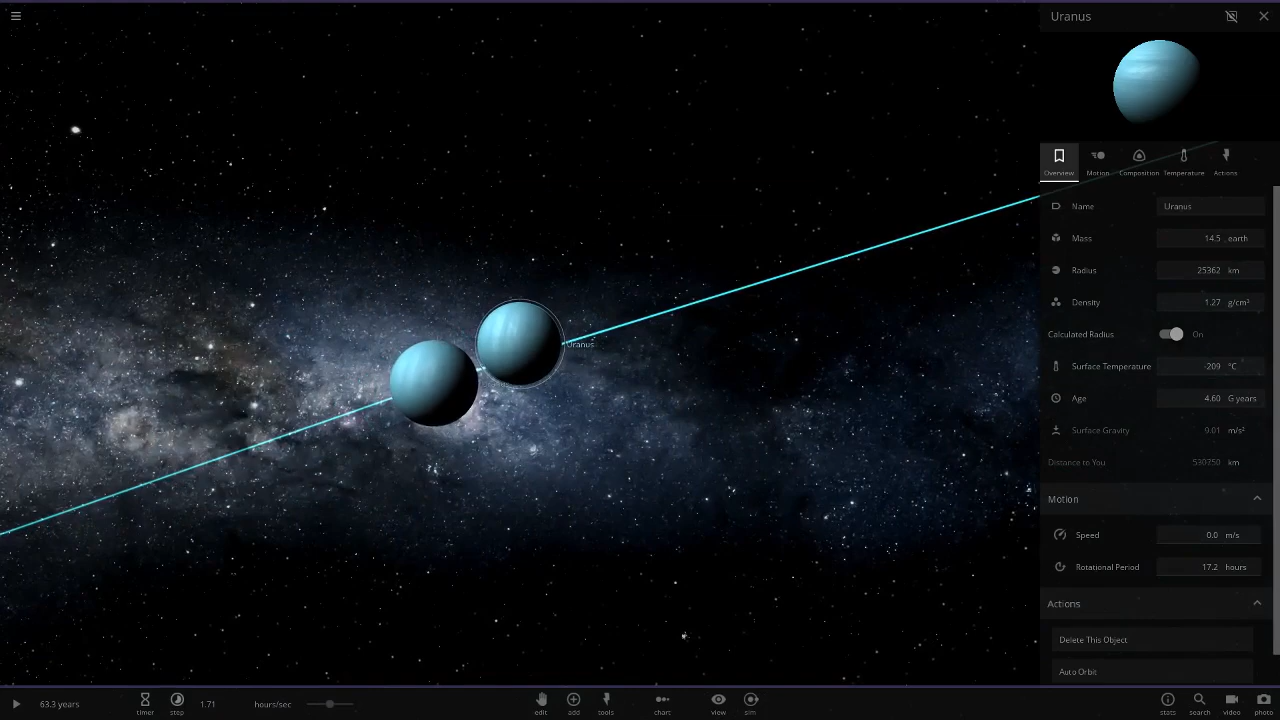 Uranus
Overview Motion Composition Temperature Actions
Name Uranus
Mass 14.5 earth
Radius 25362 km
Density 1.27 g/cm³
Calculated Radius On
Surface Temperature -209 °C
Age 4.60 G years
Surface Gravity 9.01 m/s²
Distance to You 530750 km
Motion
Speed 0.0 m/s
Rotational Period 17.2 hours
Actions
Delete This Object
Auto Orbit
Uranus
63.3 years timer step 1.71 hours/sec edit add tools chart view sim stats search video photo